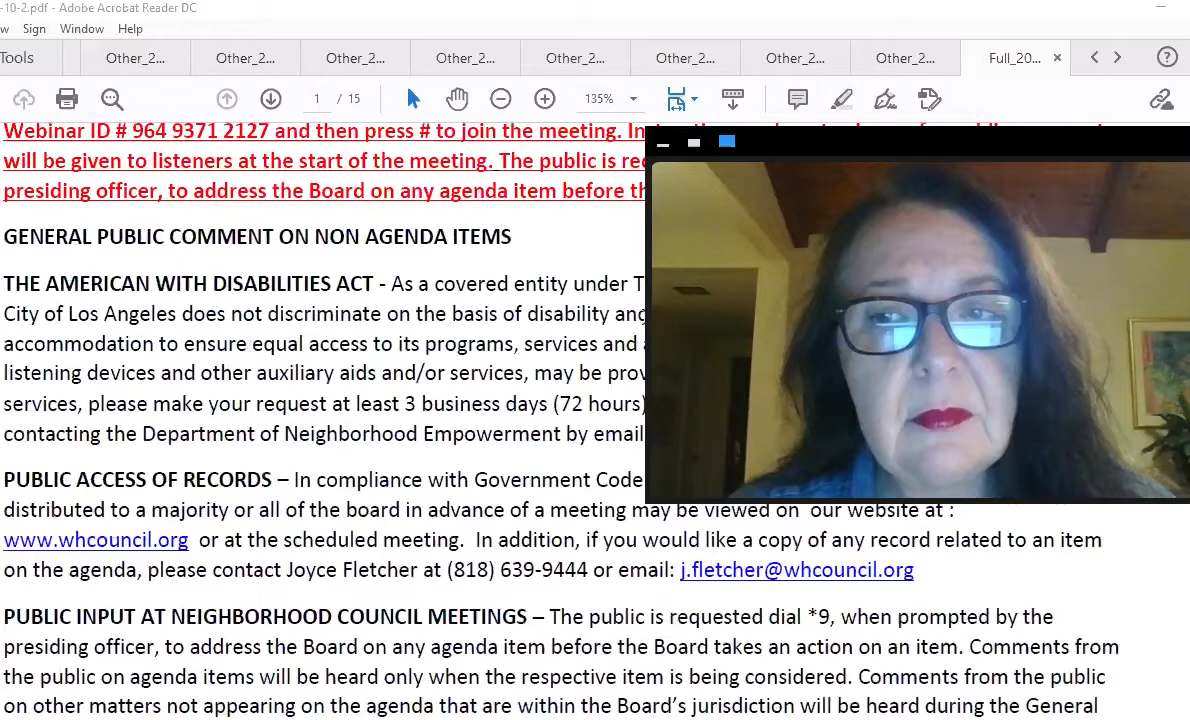 -10-2.pdf - Adobe Acrobat Reader DC
w Sign Window Help
Tools Other_2... Other_2... Other_2... Other_2... Other_2... Other_2... Other_2... Other_2... Full_20... ×
1 / 15 135%
Webinar ID # 964 9371 2127 and then press # to join the meeting.
will be given to listeners at the start of the meeting. The public is
presiding officer, to address the Board on any agenda item before
GENERAL PUBLIC COMMENT ON NON AGENDA ITEMS
THE AMERICAN WITH DISABILITIES ACT - As a covered entity under
City of Los Angeles does not discriminate on the basis of disability and
accommodation to ensure equal access to its programs, services and
listening devices and other auxiliary aids and/or services, may be
services, please make your request at least 3 business days (72 hours)
contacting the Department of Neighborhood Empowerment by email
PUBLIC ACCESS OF RECORDS – In compliance with Government Code
distributed to a majority or all of the board in advance of a meeting may be viewed on our website at :
www.whcouncil.org or at the scheduled meeting. In addition, if you would like a copy of any record related to an item
on the agenda, please contact Joyce Fletcher at (818) 639-9444 or email: j.fletcher@whcouncil.org
PUBLIC INPUT AT NEIGHBORHOOD COUNCIL MEETINGS – The public is requested dial *9, when prompted by the
presiding officer, to address the Board on any agenda item before the Board takes an action on an item. Comments from
the public on agenda items will be heard only when the respective item is being considered. Comments from the public
on other matters not appearing on the agenda that are within the Board's jurisdiction will be heard during the General